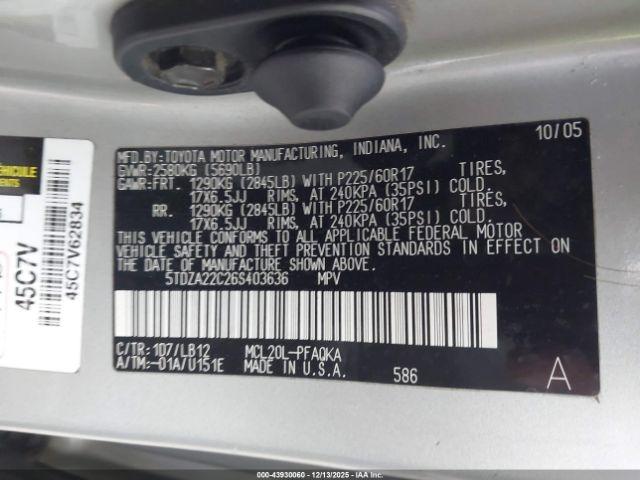 10/05
MFD.BY:TOYOTA MOTOR MANUFACTURING, INDIANA, INC.
GVWR:2580KG (5690LB)
GAWR:FRT. 1290KG (2845LB) WITH P225/60R17 TIRES,
17X6.5JJ RIMS, AT 240KPA (35PSI) COLD.
RR. 1290KG (2845LB) WITH P225/60R17 TIRES,
17X6.5JJ RIMS, AT 240KPA (35PSI) COLD.
THIS VEHICLE CONFORMS TO ALL APPLICABLE FEDERAL MOTOR
VEHICLE SAFETY AND THEFT PREVENTION STANDARDS IN EFFECT ON
THE DATE OF MANUFACTURE.
5TDZA22C26S403636 MPV
C/TR:1D7/LB12 MCL20L-PFAQKA
A/TM:-01A/U151E MADE IN U.S.A. 586 A
45C7V
45C7V62834
000-43930060 - 12/13/2025 - IAAI